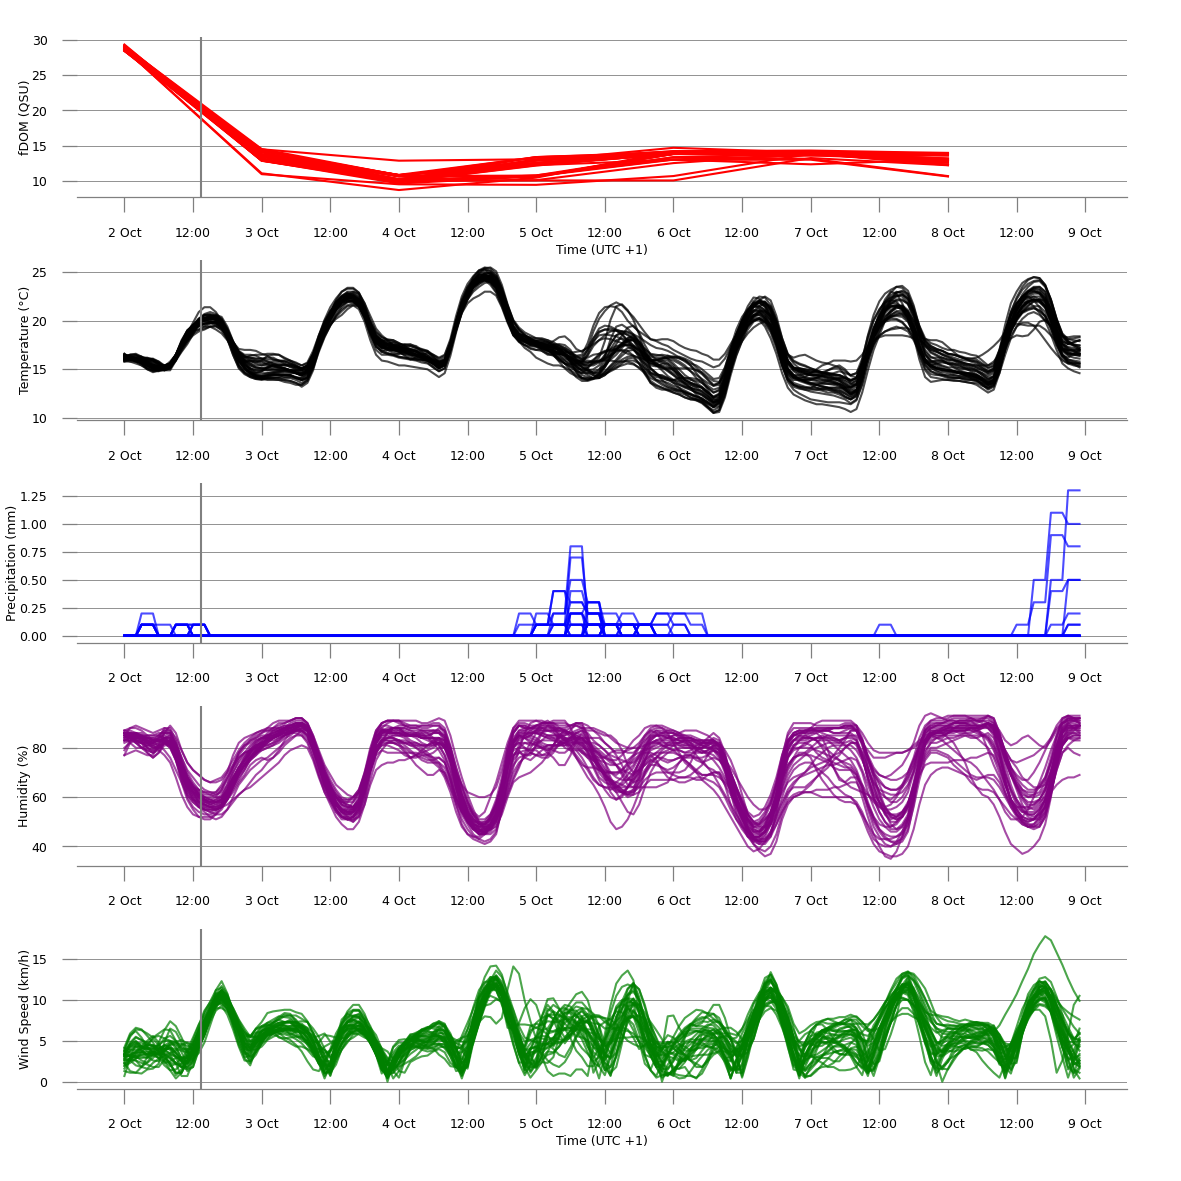 30
25
20
15
10
fDOM (QSU)
2 Oct 12:00 3 Oct 12:00 4 Oct 12:00 5 Oct 12:00 6 Oct 12:00 7 Oct 12:00 8 Oct 12:00 9 Oct
Time (UTC +1)
25
20
15
10
Temperature (°C)
2 Oct 12:00 3 Oct 12:00 4 Oct 12:00 5 Oct 12:00 6 Oct 12:00 7 Oct 12:00 8 Oct 12:00 9 Oct
1.25
1.00
0.75
0.50
0.25
0.00
Precipitation (mm)
2 Oct 12:00 3 Oct 12:00 4 Oct 12:00 5 Oct 12:00 6 Oct 12:00 7 Oct 12:00 8 Oct 12:00 9 Oct
80
60
40
Humidity (%)
2 Oct 12:00 3 Oct 12:00 4 Oct 12:00 5 Oct 12:00 6 Oct 12:00 7 Oct 12:00 8 Oct 12:00 9 Oct
15
10
5
0
Wind Speed (km/h)
2 Oct 12:00 3 Oct 12:00 4 Oct 12:00 5 Oct 12:00 6 Oct 12:00 7 Oct 12:00 8 Oct 12:00 9 Oct
Time (UTC +1)